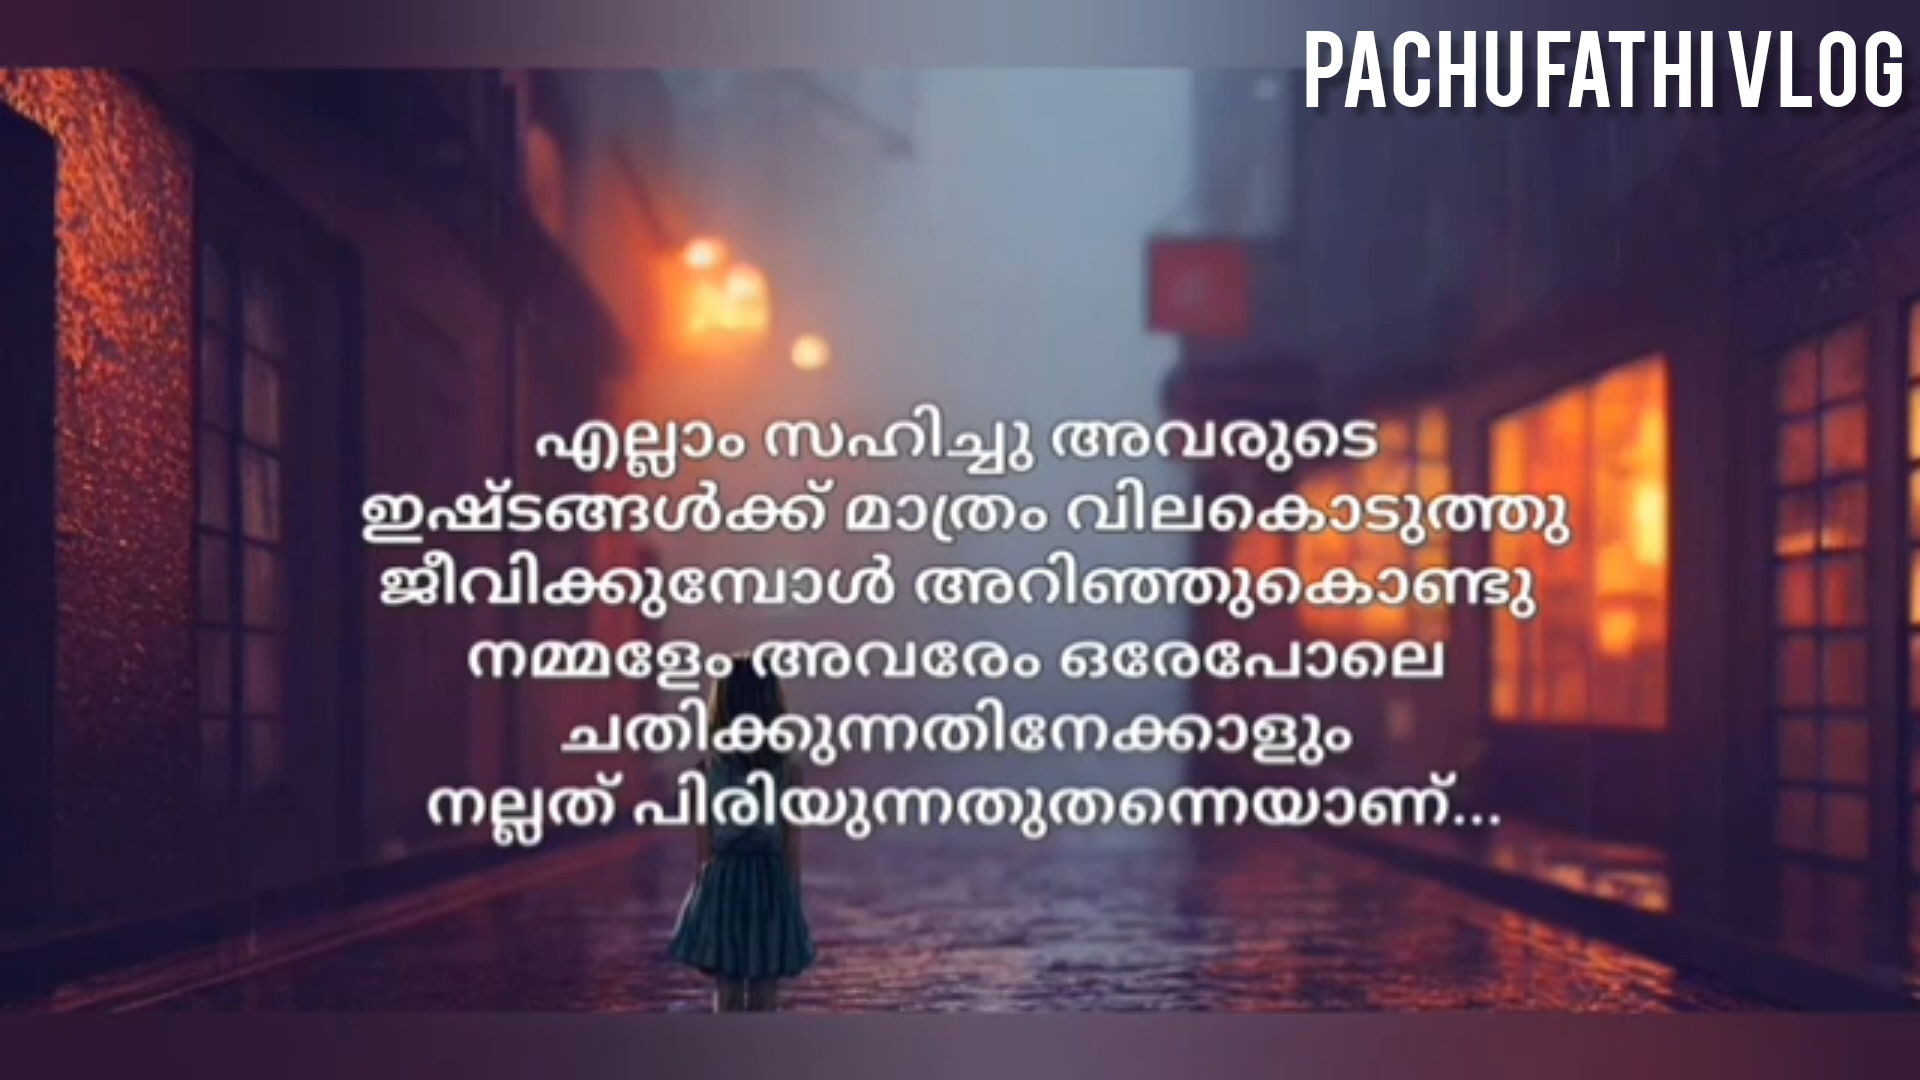 PACHU FATHI VLOG
എല്ലാം സഹിച്ചു അവരുടെ
ഇഷ്ടങ്ങൾക്ക് മാത്രം വിലകൊടുത്തു
ജീവിക്കുമ്പോൾ അറിഞ്ഞുകൊണ്ടു
നമ്മളേം അവരേം ഒരേപോലെ
ചതിക്കുന്നതിനേക്കാളും
നല്ലത് പിരിയുന്നതുതന്നെയാണ്...